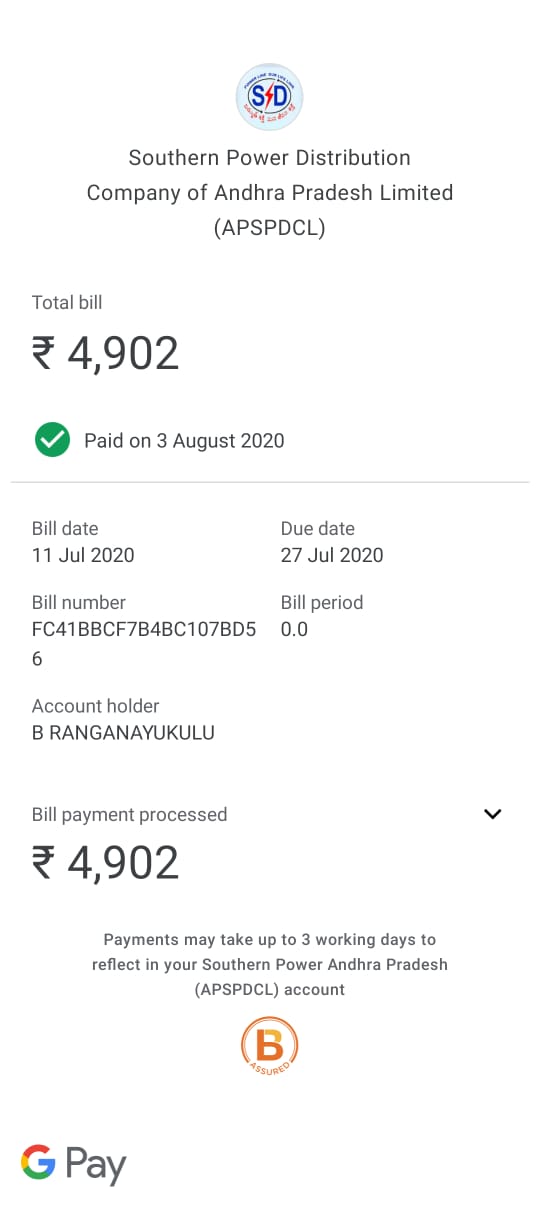 SPD
Southern Power Distribution
Company of Andhra Pradesh Limited
(APSPDCL)
Total bill
₹ 4,902
Paid on 3 August 2020
Bill date
Due date
11 Jul 2020
27 Jul 2020
Bill number
Bill period
FC41BBCF7B4BC107BD5
0.0
6
Account holder
B RANGANAYUKULU
Bill payment processed
₹ 4,902
Payments may take up to 3 working days to
reflect in your Southern Power Andhra Pradesh
(APSPDCL) account
B
ASSURED
G Pay